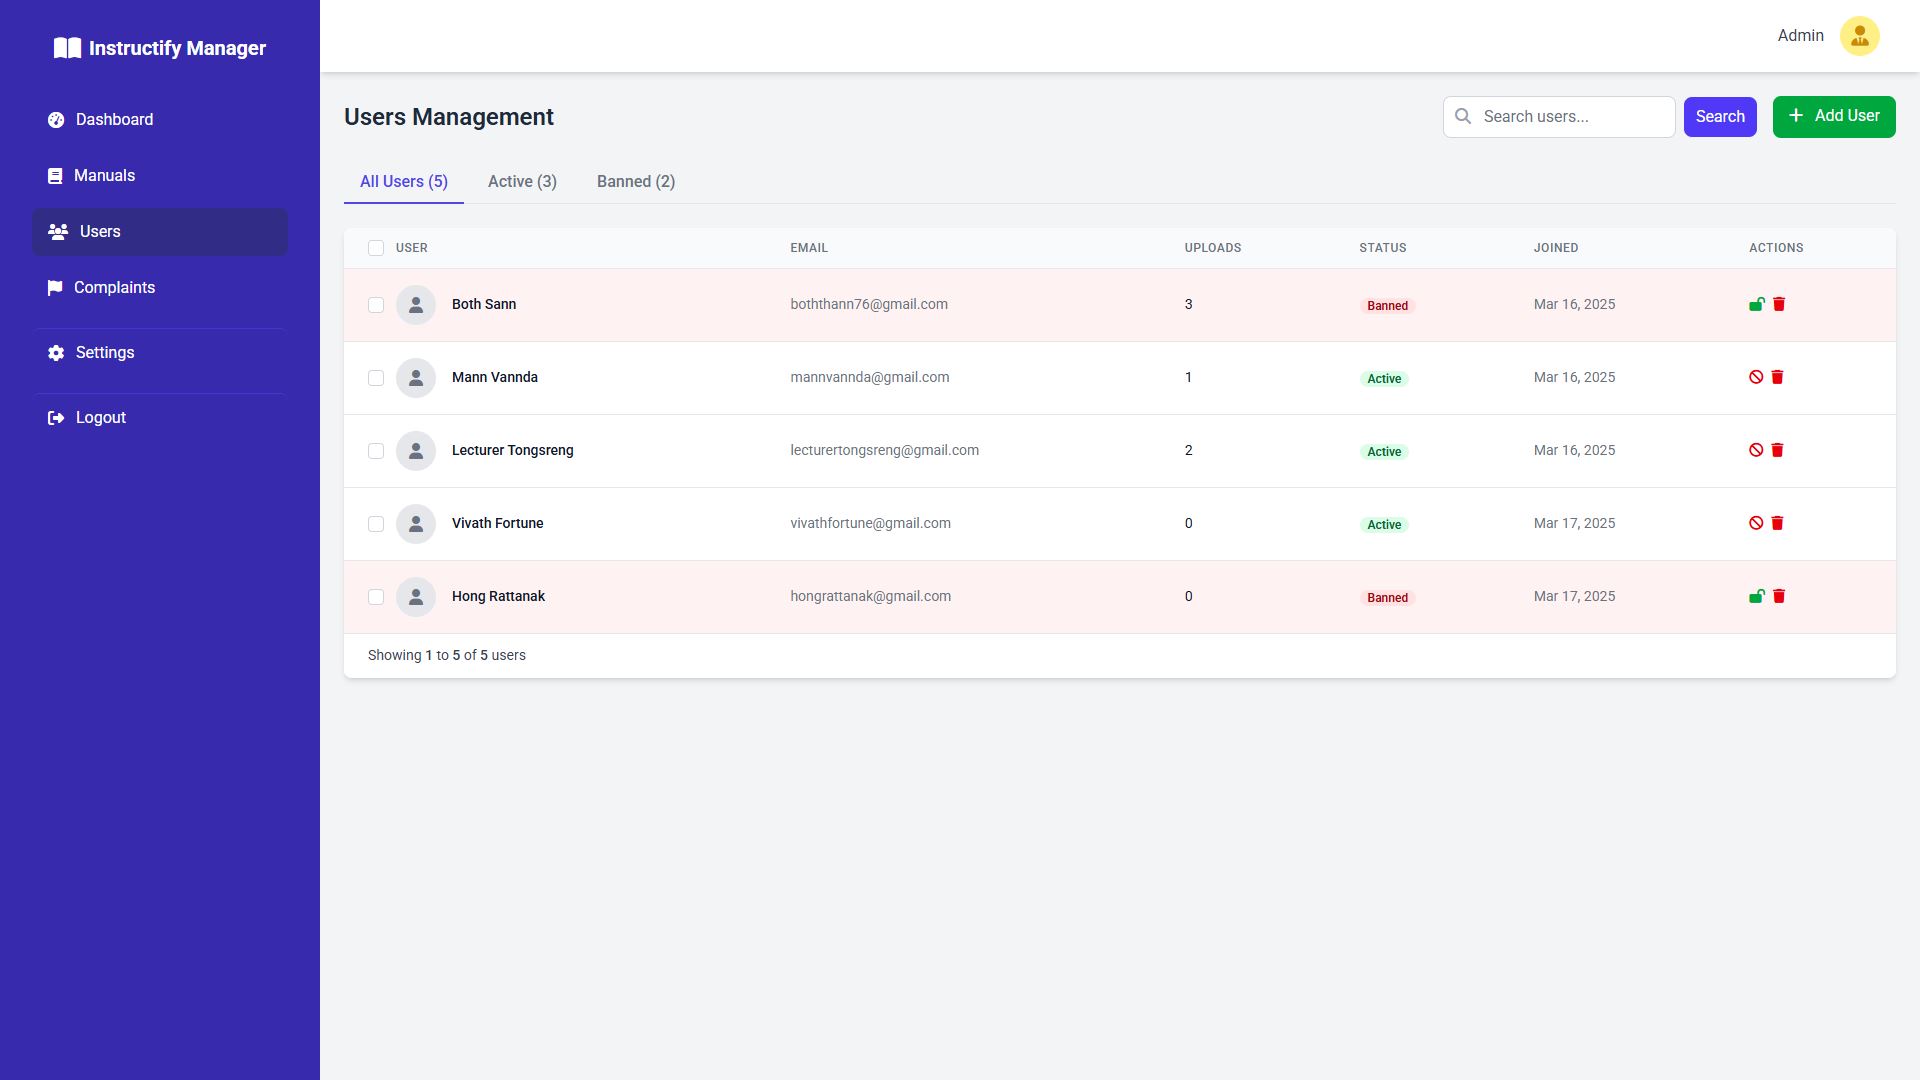 Instructify Manager
Admin
Dashboard
Manuals
Users
Complaints
Settings
Logout
Users Management
Search users...
Search
Add User
All Users (5) Active (3) Banned (2)
USER EMAIL UPLOADS STATUS JOINED ACTIONS
Both Sann boththann76@gmail.com 3 Banned Mar 16, 2025
Mann Vannda mannvannda@gmail.com 1 Active Mar 16, 2025
Lecturer Tongsreng lecturertongsreng@gmail.com 2 Active Mar 16, 2025
Vivath Fortune vivathfortune@gmail.com 0 Active Mar 17, 2025
Hong Rattanak hongrattanak@gmail.com 0 Banned Mar 17, 2025
Showing 1 to 5 of 5 users